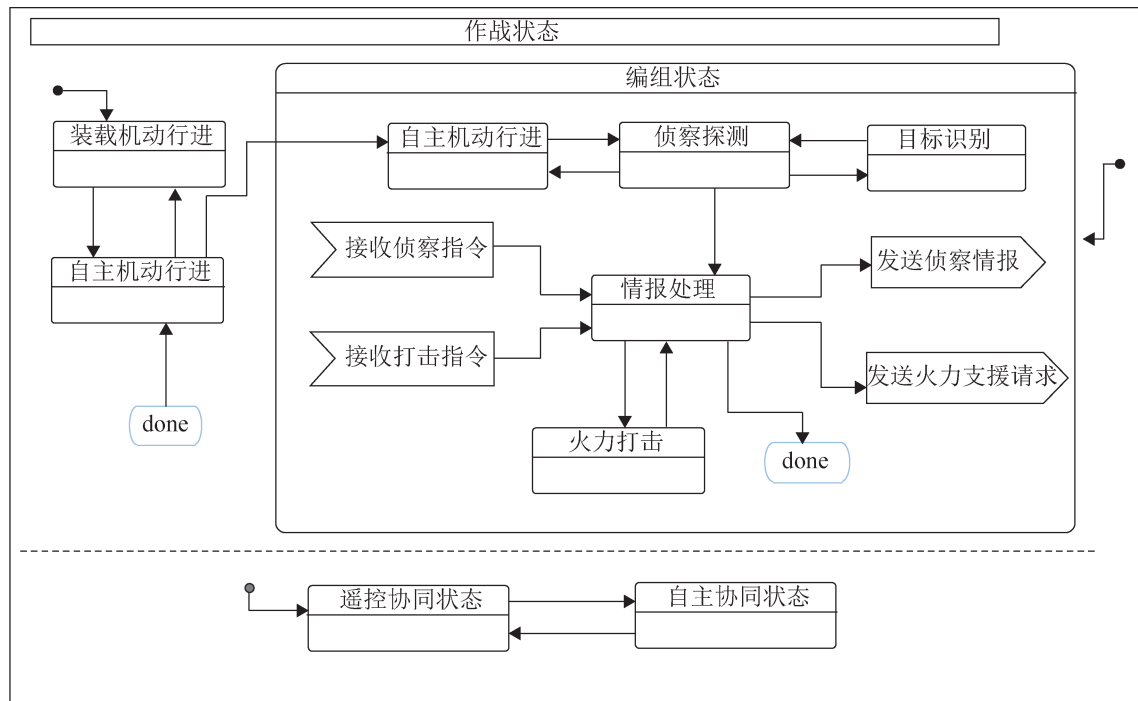 作战状态
编组状态
装载机动行进
自主机动行进
侦察探测
目标识别
接收侦察指令
发送侦察情报
自主机动行进
情报处理
接收打击指令
发送火力支援请求
done
火力打击
done
遥控协同状态
自主协同状态